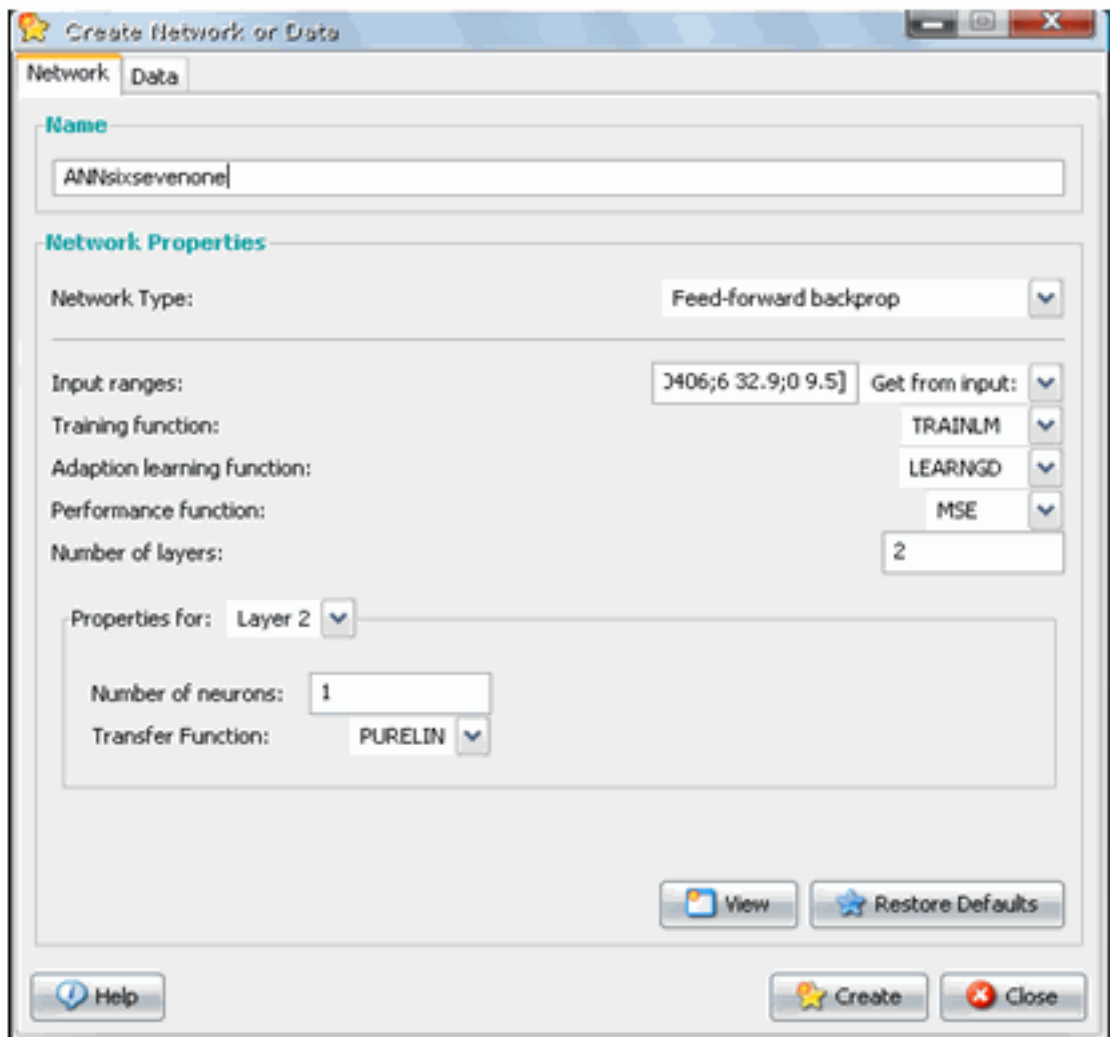 Create Network or Data
Network Data
Name
ANNsixsevenone
Network Properties
Network Type: Feed-forward backprop
Input ranges: 0406;6 32.9;0 9.5] Get from input:
Training function: TRAINLM
Adaption learning function: LEARNGD
Performance function: MSE
Number of layers: 2
Properties for: Layer 2
Number of neurons: 1
Transfer Function: PURELIN
View Restore Defaults
Help Create Close